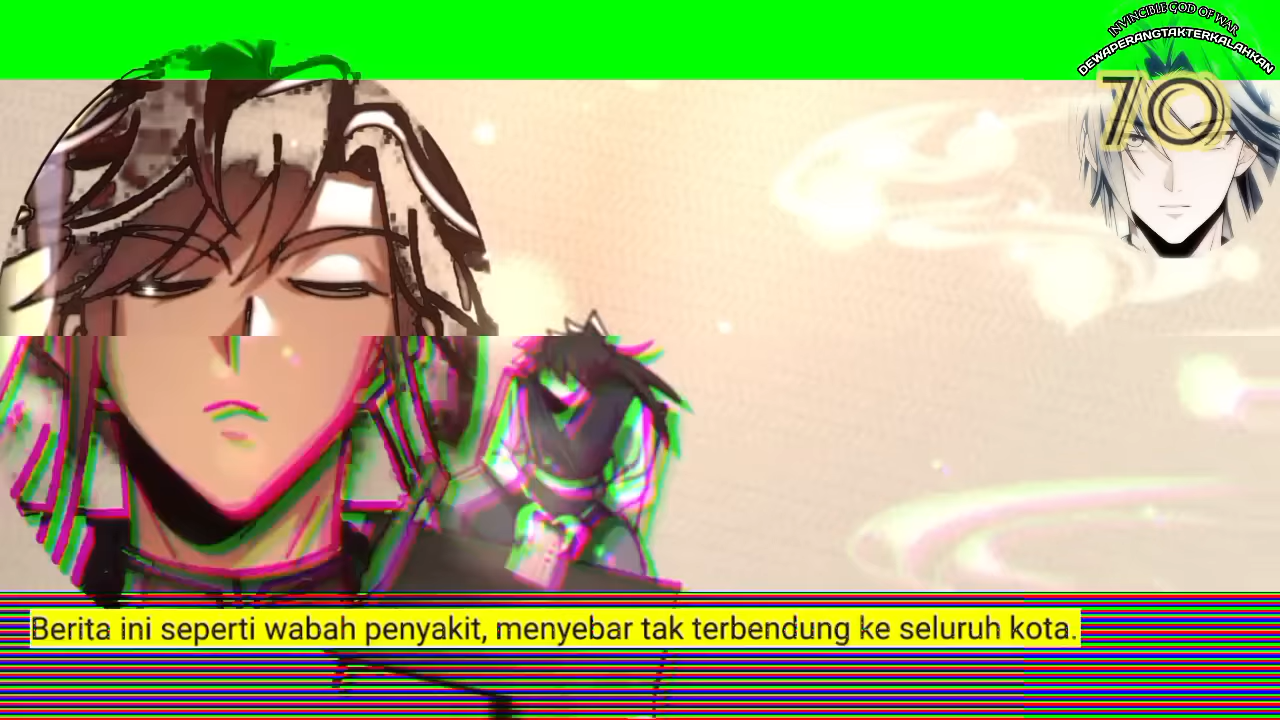 INVINCIBLE GOD OF WAR
DEWAPERANGTAKTERKALAHKAN
70
Berita ini seperti wabah penyakit, menyebar tak terbendung ke seluruh kota.